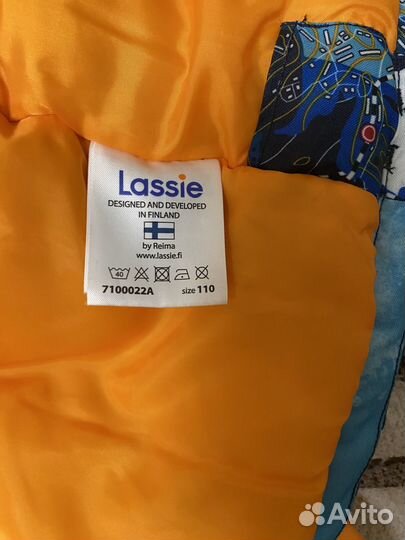 Lassie
DESIGNED AND DEVELOPED
IN FINLAND
by Reima
www.lassie.fi
40
7100022A size 110
Avito